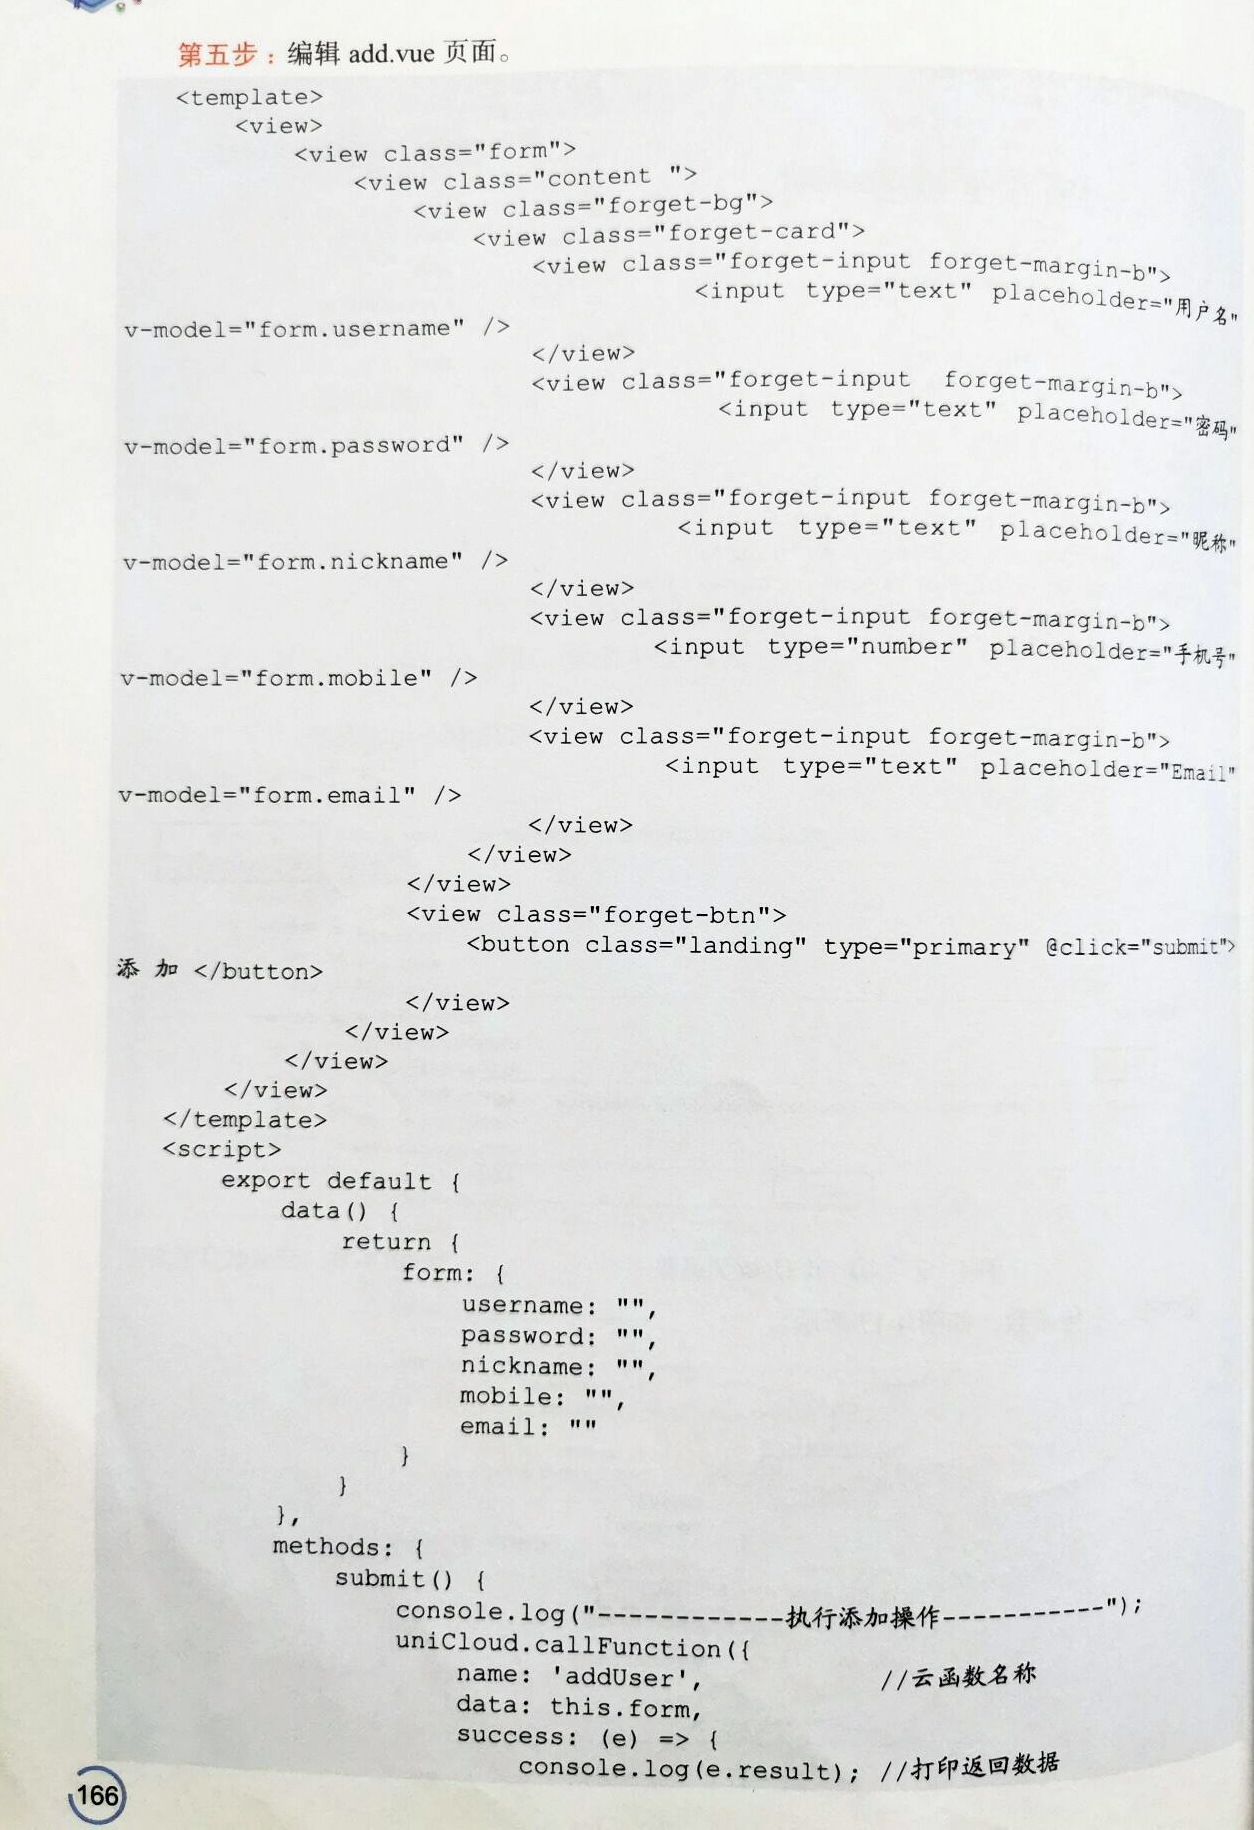 第五步：编辑 add.vue 页面。
<template>
<view>
<view class="form">
<view class="content ">
<view class="forget-bg">
<view class="forget-card">
<view class="forget-input forget-margin-b">
<input type="text" placeholder="用户名"
v-model="form.username" />
</view>
<view class="forget-input forget-margin-b">
<input type="text" placeholder="密码"
v-model="form.password" />
</view>
<view class="forget-input forget-margin-b">
<input type="text" placeholder="昵称"
v-model="form.nickname" />
</view>
<view class="forget-input forget-margin-b">
<input type="number" placeholder="手机号"
v-model="form.mobile" />
</view>
<view class="forget-input forget-margin-b">
<input type="text" placeholder="Email"
v-model="form.email" />
</view>
</view>
</view>
<view class="forget-btn">
<button class="landing" type="primary" @click="submit">
添 加 </button>
</view>
</view>
</view>
</view>
</template>
<script>
export default {
data() {
return {
form: {
username: "",
password: "",
nickname: "",
mobile: "",
email: ""
}
}
},
methods: {
submit() {
console.log("------------执行添加操作-----------");
uniCloud.callFunction({
name: 'addUser', //云函数名称
data: this.form,
success: (e) => {
console.log(e.result); //打印返回数据
166